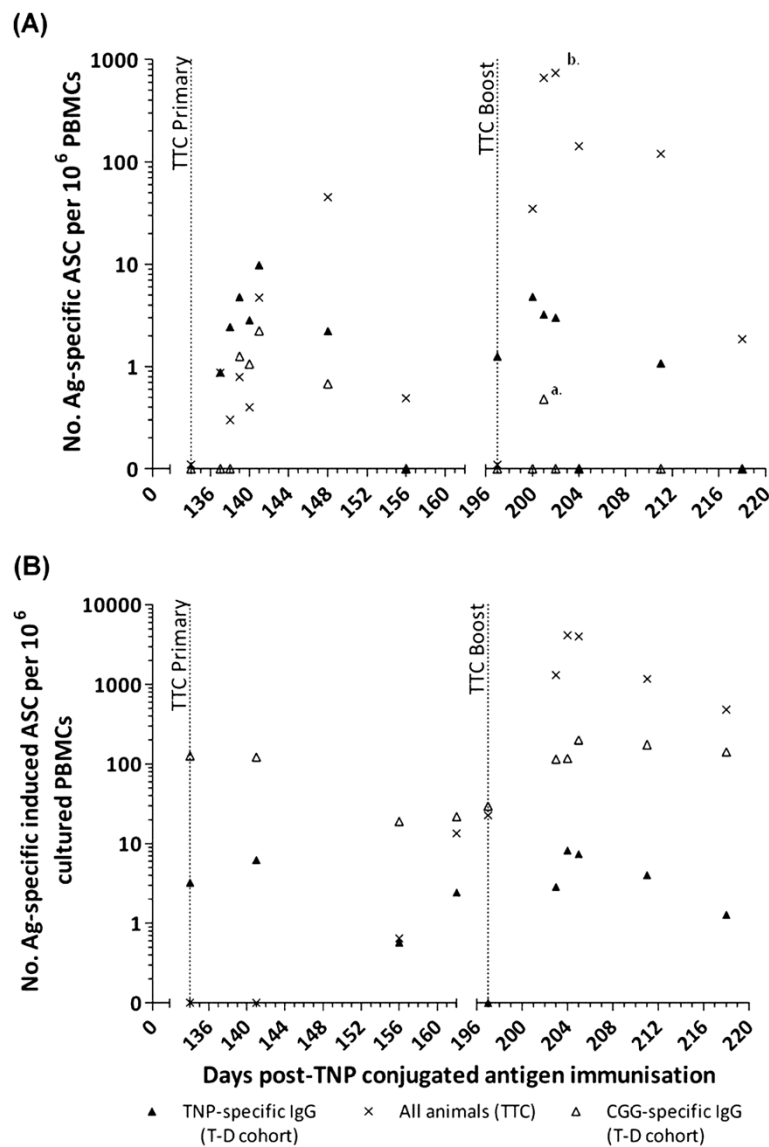 (A)
No. Ag-specific ASC per 10⁶ PBMCs
1000
100
10
1
0
TTC Primary
TTC Boost
b.
a.
0 136 140 144 148 152 156 160 196 200 204 208 212 216 220
(B)
No. Ag-specific induced ASC per 10⁶
cultured PBMCs
10000
1000
100
10
1
0
TTC Primary
TTC Boost
0 136 140 144 148 152 156 160 196 200 204 208 212 216 220
Days post-TNP conjugated antigen immunisation
▲ TNP-specific IgG × All animals (TTC) △ CGG-specific IgG
(T-D cohort) (T-D cohort)